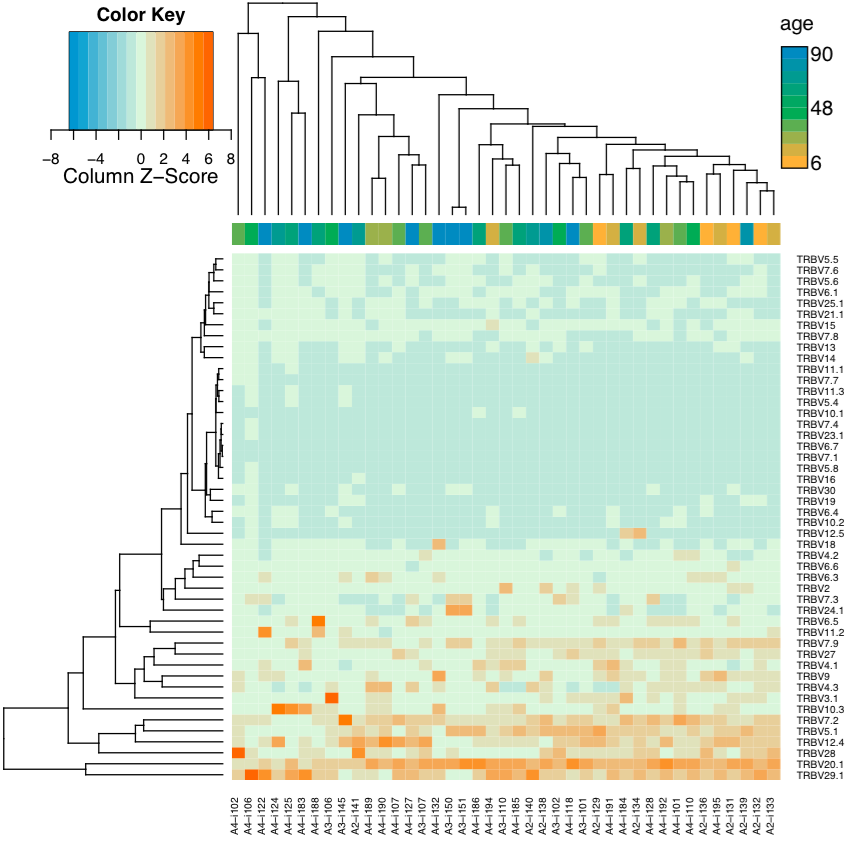 Color Key
−8 −4 0 2 4 6 8
Column Z−Score
age
90
48
6
TRBV5.5
TRBV7.6
TRBV5.6
TRBV6.1
TRBV25.1
TRBV21.1
TRBV15
TRBV7.8
TRBV13
TRBV14
TRBV11.1
TRBV7.7
TRBV11.3
TRBV5.4
TRBV10.1
TRBV7.4
TRBV23.1
TRBV6.7
TRBV7.1
TRBV5.8
TRBV16
TRBV30
TRBV19
TRBV6.4
TRBV10.2
TRBV12.5
TRBV18
TRBV4.2
TRBV6.6
TRBV6.3
TRBV2
TRBV7.3
TRBV24.1
TRBV6.5
TRBV11.2
TRBV7.9
TRBV27
TRBV4.1
TRBV9
TRBV4.3
TRBV3.1
TRBV10.3
TRBV7.2
TRBV5.1
TRBV12.4
TRBV28
TRBV20.1
TRBV29.1
A4−i102
A4−i106
A4−i122
A4−i124
A4−i125
A4−i183
A4−i188
A3−i106
A3−i145
A2−i141
A4−i189
A4−i190
A4−i107
A4−i127
A3−i107
A4−i132
A3−i150
A3−i151
A4−i186
A4−i194
A3−i110
A4−i185
A2−i140
A2−i138
A3−i102
A4−i118
A3−i101
A2−i129
A4−i191
A4−i184
A2−i134
A4−i128
A4−i192
A4−i101
A4−i110
A2−i136
A4−i195
A2−i131
A2−i139
A2−i132
A2−i133